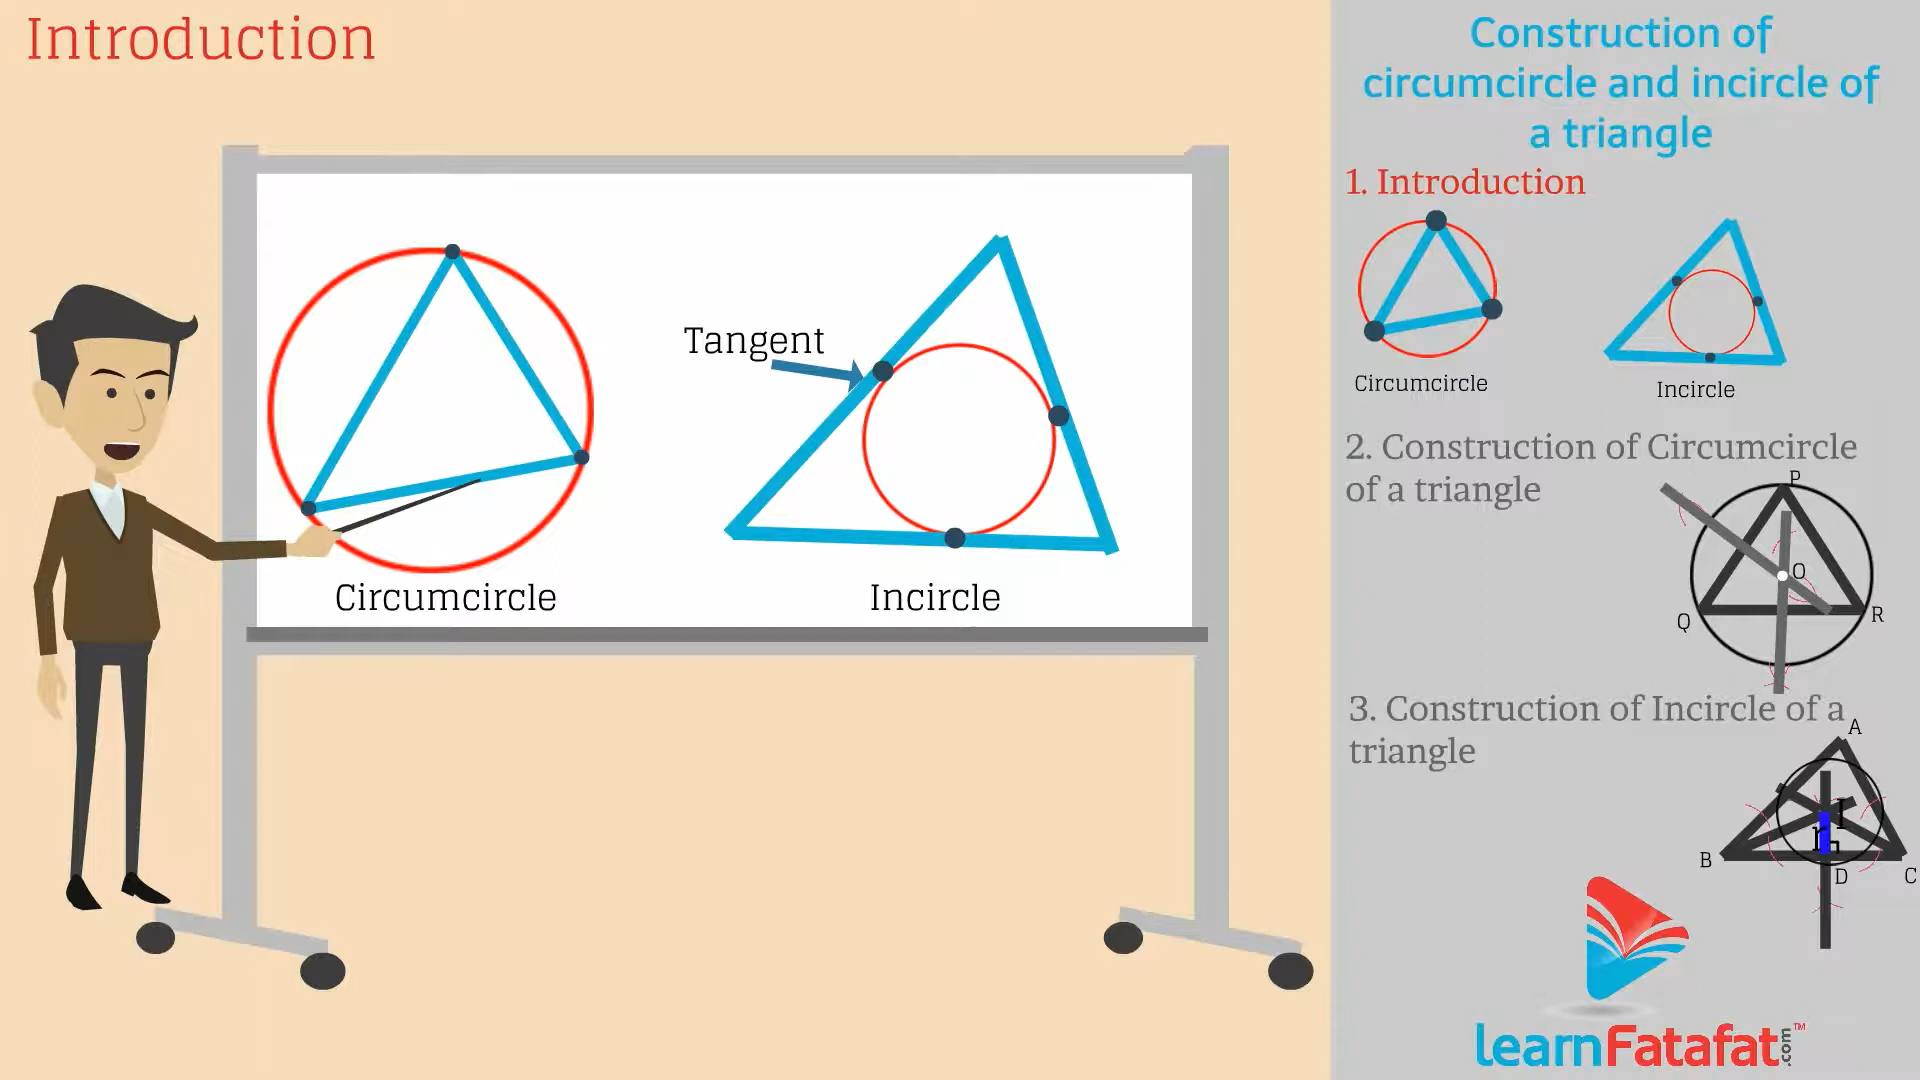 Introduction
Tangent
Circumcircle
Incircle
Construction of
circumcircle and incircle of
a triangle
1. Introduction
Circumcircle
Incircle
2. Construction of Circumcircle
of a triangle
P
O
Q
R
3. Construction of Incircle of a
triangle
A
I
r
B
D
C
learnFatafat.com™